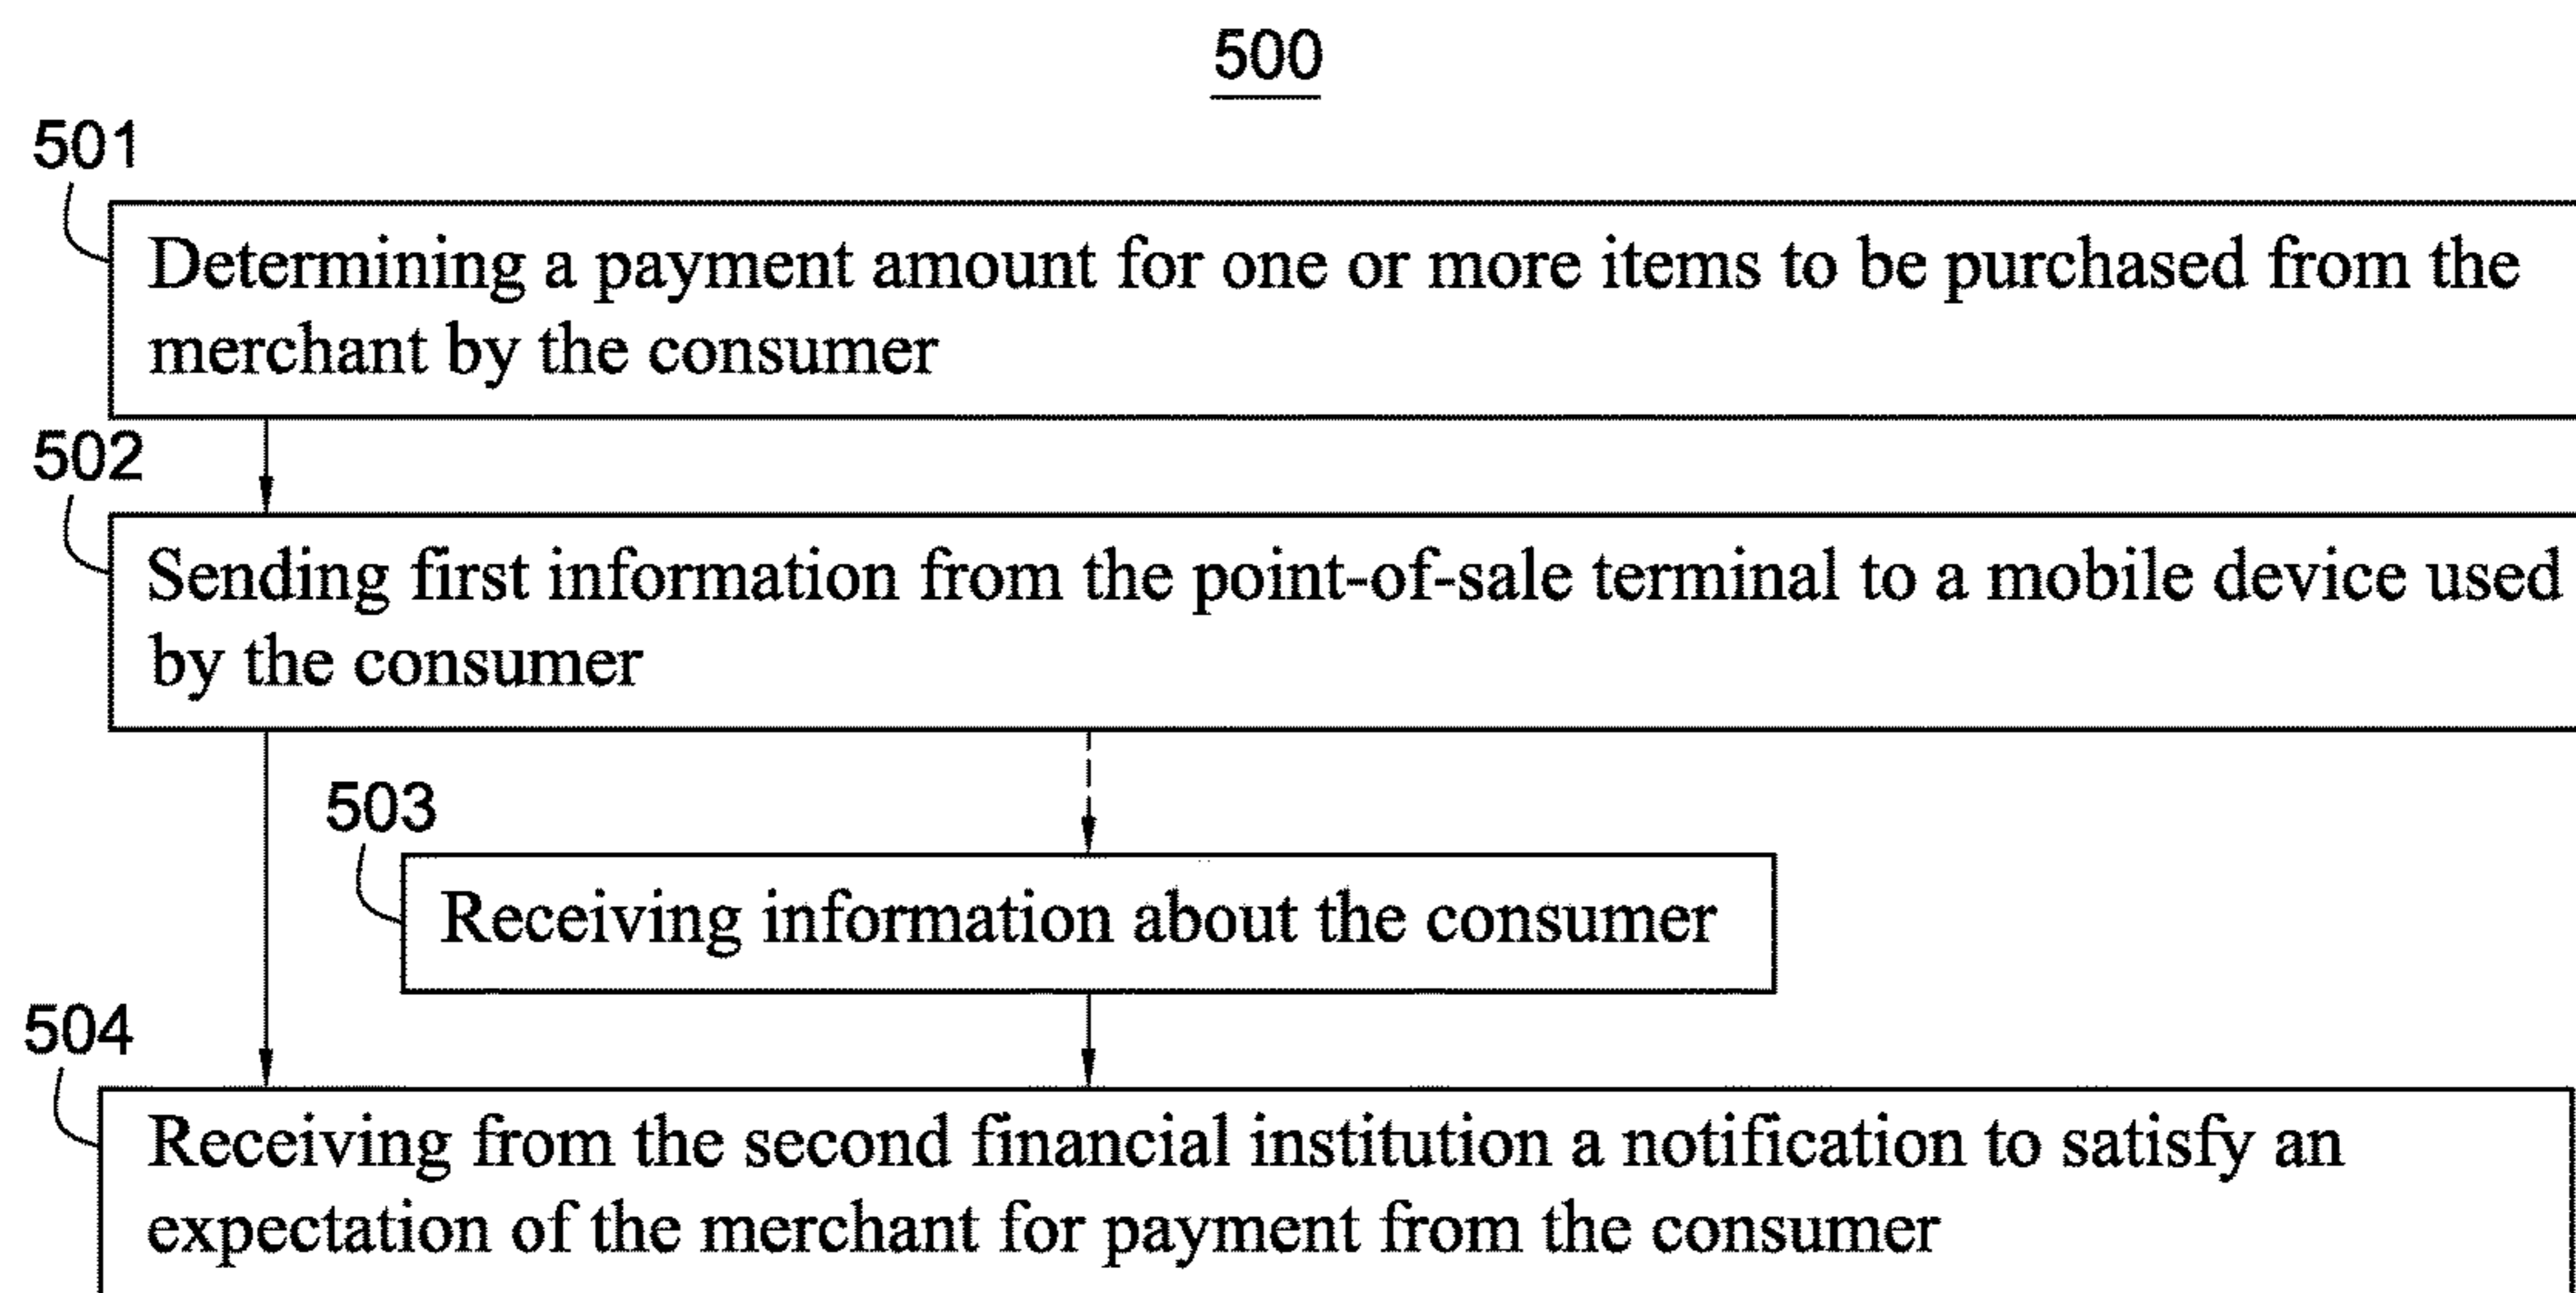 500
501
Determining a payment amount for one or more items to be purchased from the
merchant by the consumer
502
Sending first information from the point-of-sale terminal to a mobile device used
by the consumer
503
Receiving information about the consumer
504
Receiving from the second financial institution a notification to satisfy an
expectation of the merchant for payment from the consumer